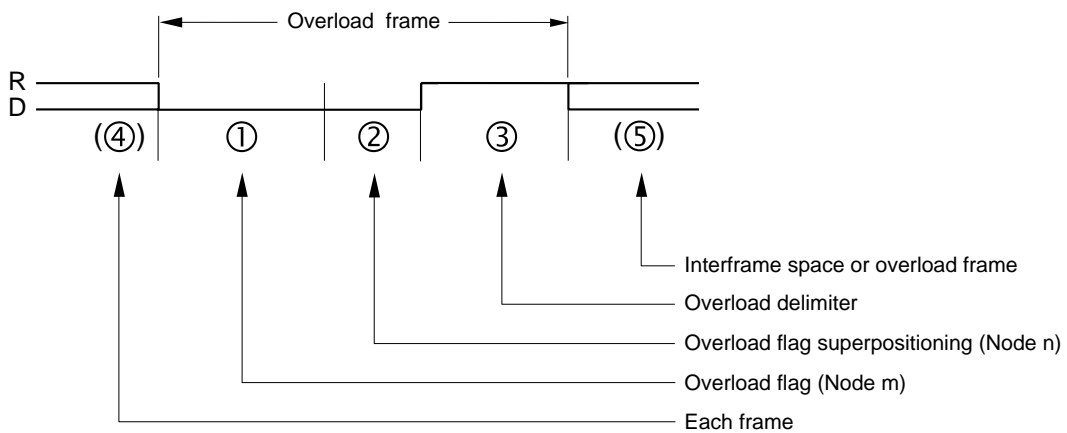 Overload frame
R
D
(④) ① ② ③ (⑤)
Interframe space or overload frame
Overload delimiter
Overload flag superpositioning (Node n)
Overload flag (Node m)
Each frame